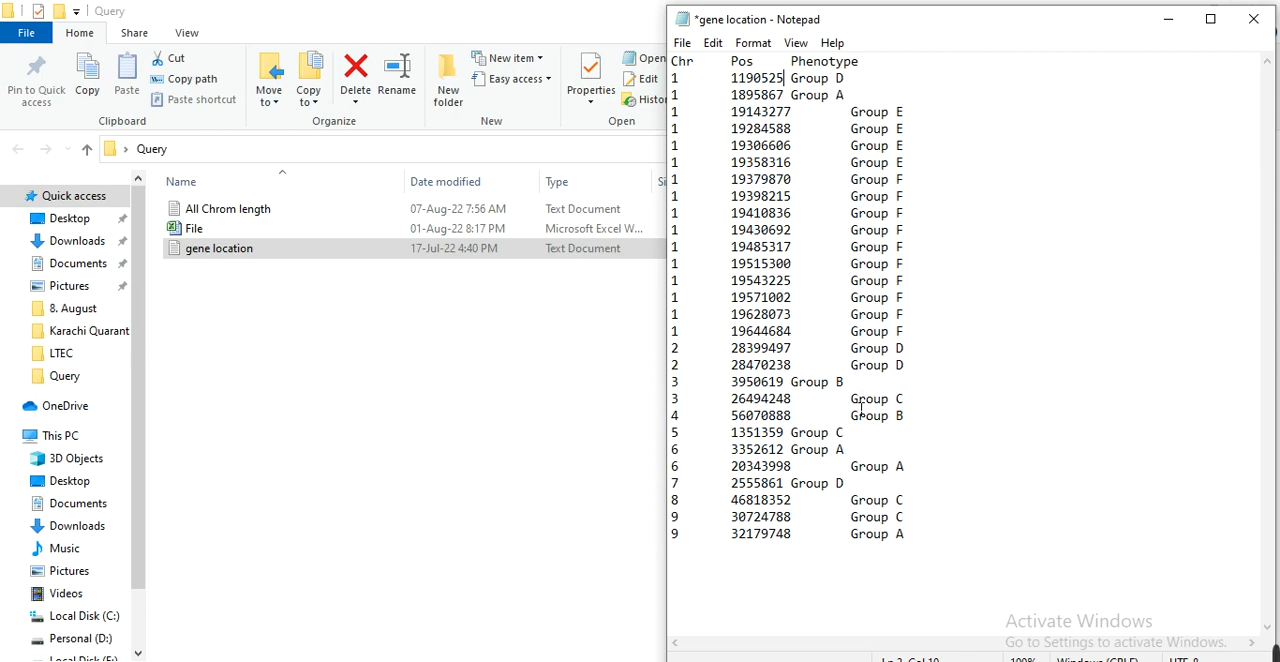 Query
File Home Share View
Pin to Quick access
Copy
Paste
Cut
Copy path
Paste shortcut
Clipboard
Move to
Copy to
Delete
Rename
Organize
New folder
New item
Easy access
New
Properties
Open
Edit
Open
Query
Name Date modified Type
All Chrom length 07-Aug-22 7:56 AM Text Document
File 01-Aug-22 8:17 PM Microsoft Excel W...
gene location 17-Jul-22 4:40 PM Text Document
Quick access
Desktop
Downloads
Documents
Pictures
8. August
Karachi Quarant
LTEC
Query
OneDrive
This PC
3D Objects
Desktop
Documents
Downloads
Music
Pictures
Videos
Local Disk (C:)
Personal (D:)
*gene location - Notepad
File Edit Format View Help
Chr Pos Phenotype
1 1190525 Group D
1 1895867 Group A
1 19143277 Group E
1 19284588 Group E
1 19306606 Group E
1 19358316 Group E
1 19379870 Group F
1 19398215 Group F
1 19410836 Group F
1 19430692 Group F
1 19485317 Group F
1 19515300 Group F
1 19543225 Group F
1 19571002 Group F
1 19628073 Group F
1 19644684 Group F
2 28399497 Group D
2 28470238 Group D
3 3950619 Group B
3 26494248 Group C
4 56070888 Group B
5 1351359 Group C
6 3352612 Group A
6 20343998 Group A
7 2555861 Group D
8 46818352 Group C
9 30724788 Group C
9 32179748 Group A
Activate Windows
Go to Settings to activate Windows.